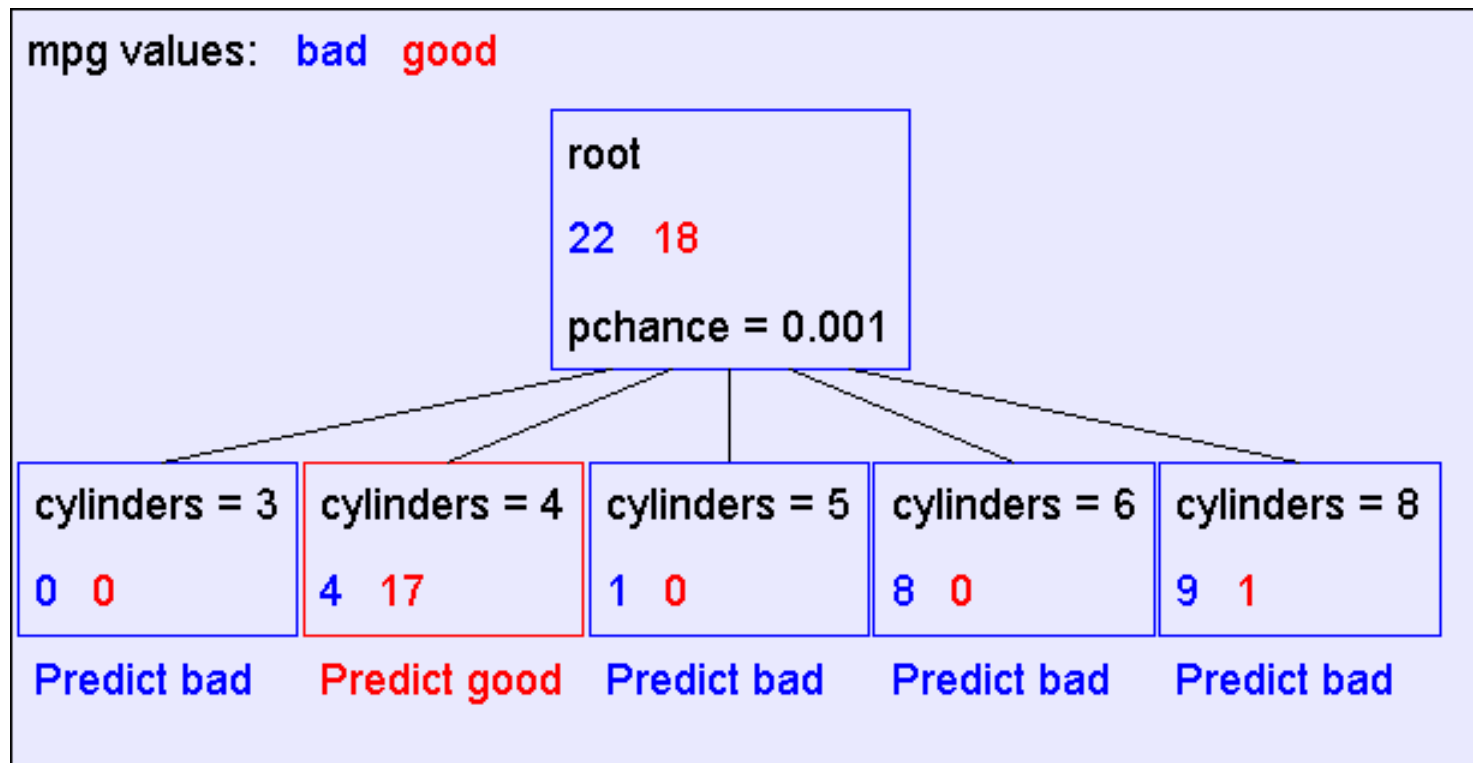 mpg values: bad good
root
22 18
pchance = 0.001
cylinders = 3
0 0
Predict bad
cylinders = 4
4 17
Predict good
cylinders = 5
1 0
Predict bad
cylinders = 6
8 0
Predict bad
cylinders = 8
9 1
Predict bad